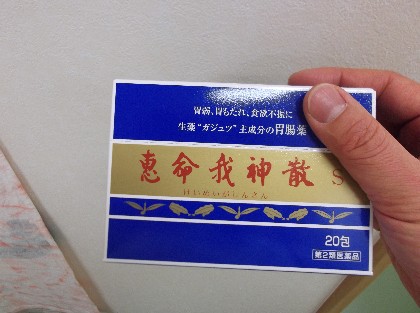 胃弱、胃もたれ、食欲不振に
生薬“ガジュツ”主成分の胃腸薬
恵命我神散 S
けいめいがしんさん
20包
第2類医薬品